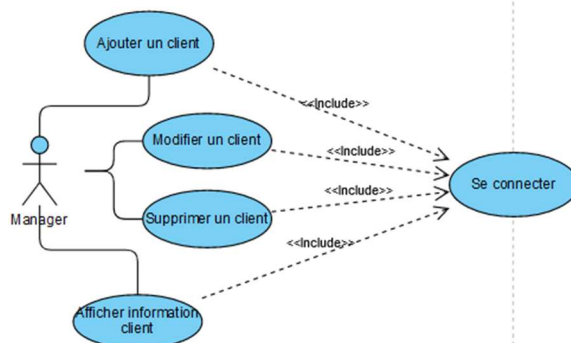 Ajouter un client
<<Include>>
Modifier un client
<<Include>>
Se connecter
<<Include>>
Manager
Supprimer un client
<<Include>>
Afficher information
client